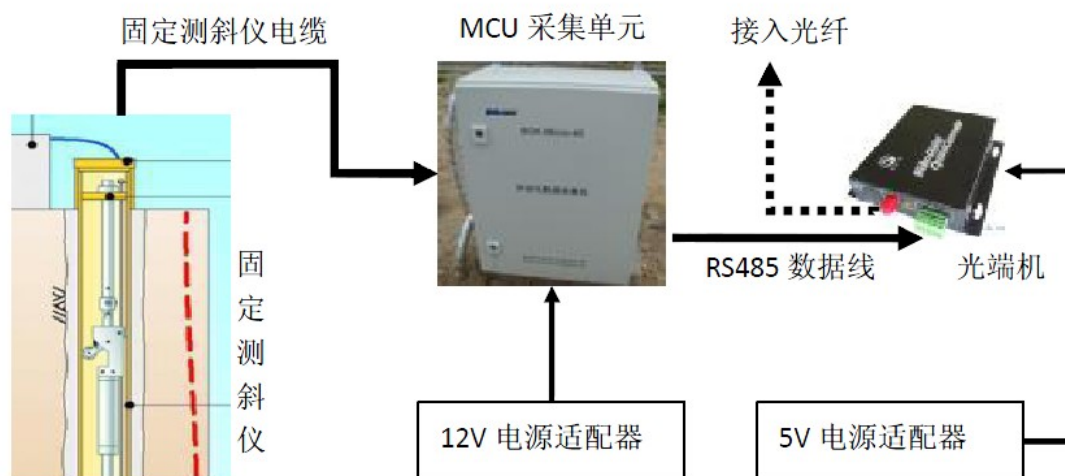 固定测斜仪电缆
MCU 采集单元
接入光纤
RS485 数据线
光端机
固定测斜仪
12V 电源适配器
5V 电源适配器